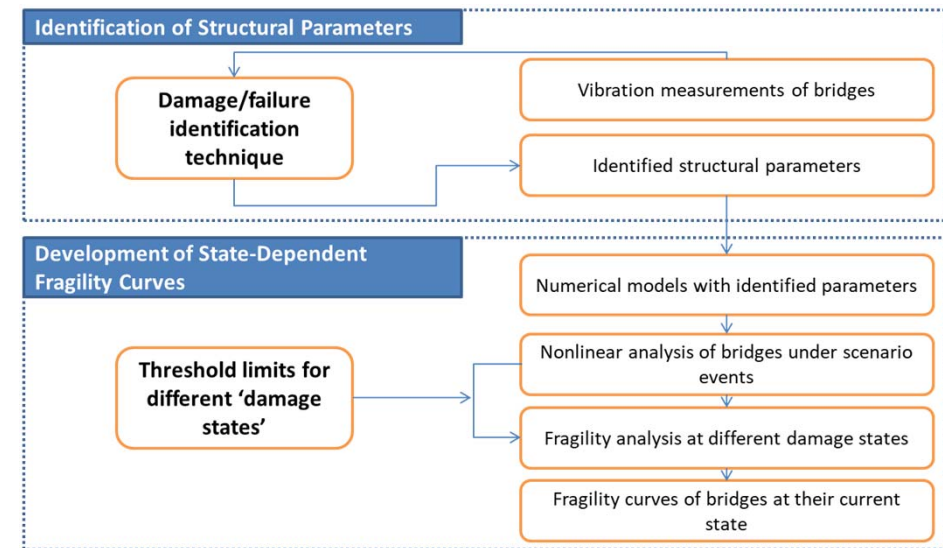 Identification of Structural Parameters
Damage/failure
identification
technique
Vibration measurements of bridges
Identified structural parameters
Development of State-Dependent
Fragility Curves
Numerical models with identified parameters
Threshold limits for
different ‘damage
states’
Nonlinear analysis of bridges under scenario
events
Fragility analysis at different damage states
Fragility curves of bridges at their current
state